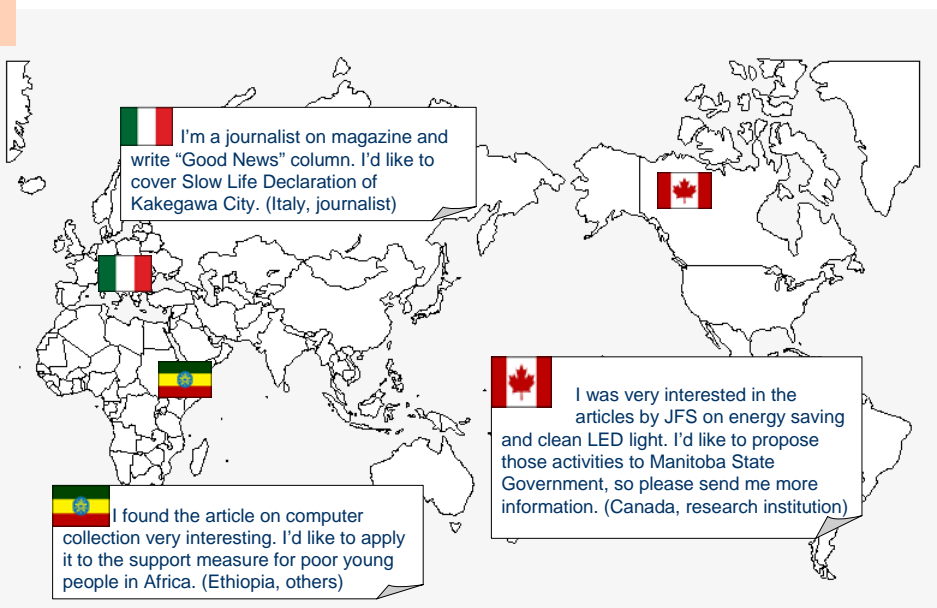 I'm a journalist on magazine and
write “Good News” column. I'd like to
cover Slow Life Declaration of
Kakegawa City. (Italy, journalist)
I was very interested in the
articles by JFS on energy saving
and clean LED light. I'd like to propose
those activities to Manitoba State
Government, so please send me more
information. (Canada, research institution)
I found the article on computer
collection very interesting. I'd like to apply
it to the support measure for poor young
people in Africa. (Ethiopia, others)